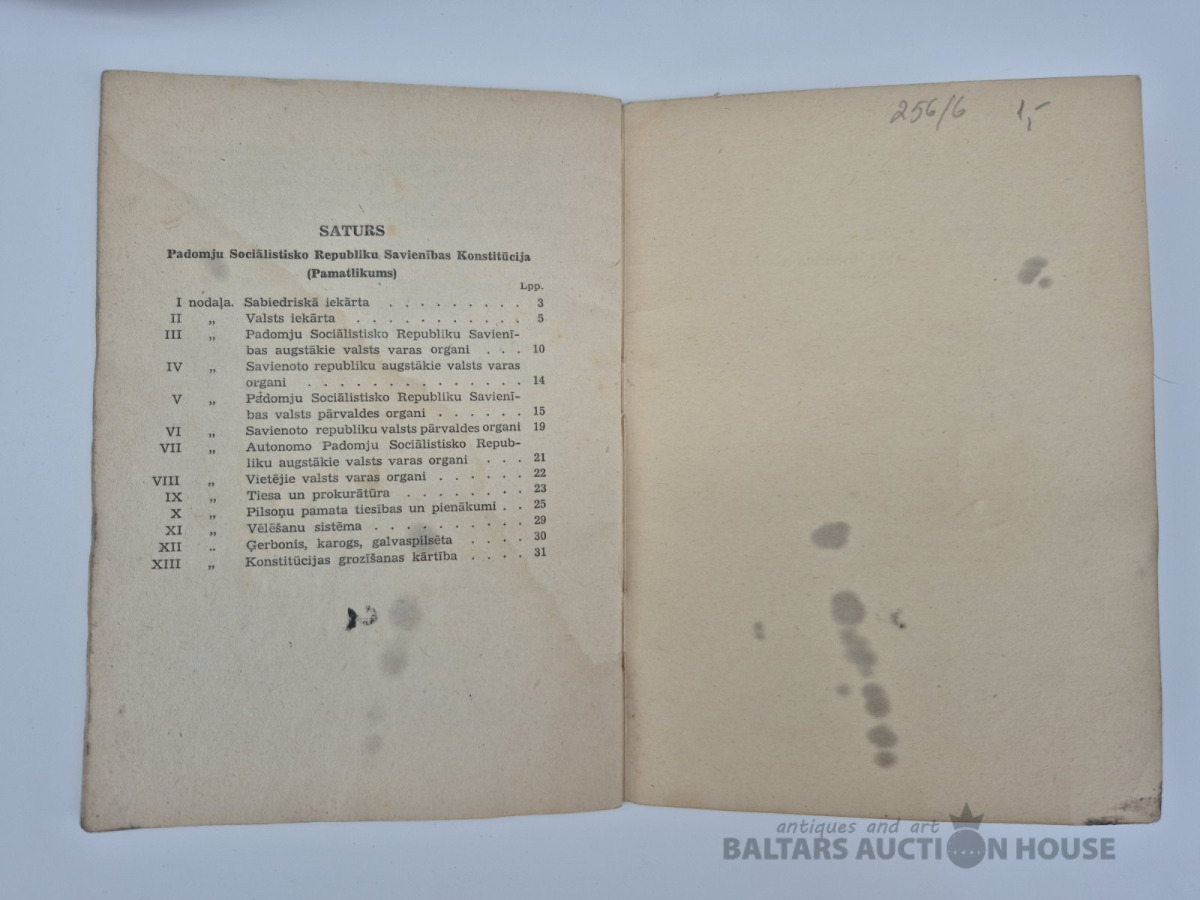 SATURS
Padomju Sociālistisko Republiku Savienības Konstitūcija
(Pamatlikums)
Lpp.
I nodaļa. Sabiedriskā iekārta . . . . . . . . . 3
II „ Valsts iekārta . . . . . . . . . . . 5
III „ Padomju Sociālistisko Republiku Savienī-
bas augstākie valsts varas organi . . . 10
IV „ Savienoto republiku augstākie valsts varas
organi . . . . . . . . . . . . . . 14
V „ Padomju Sociālistisko Republiku Savienī-
bas valsts pārvaldes organi . . . . . . 15
VI „ Savienoto republiku valsts pārvaldes organi 19
VII „ Autonomo Padomju Sociālistisko Repub-
liku augstākie valsts varas organi . . . 21
VIII „ Vietējie valsts varas organi . . . . . . 22
IX „ Tiesa un prokurātūra . . . . . . . . 23
X „ Pilsoņu pamata tiesības un pienākumi . . 25
XI „ Vēlēšanu sistēma . . . . . . . . . . 29
XII „ Ģerbonis, karogs, galvaspilsēta . . . . 30
XIII „ Konstitūcijas grozīšanas kārtība . . . . 31
256/6 1,-
antiques and art
BALTARS AUCTION HOUSE